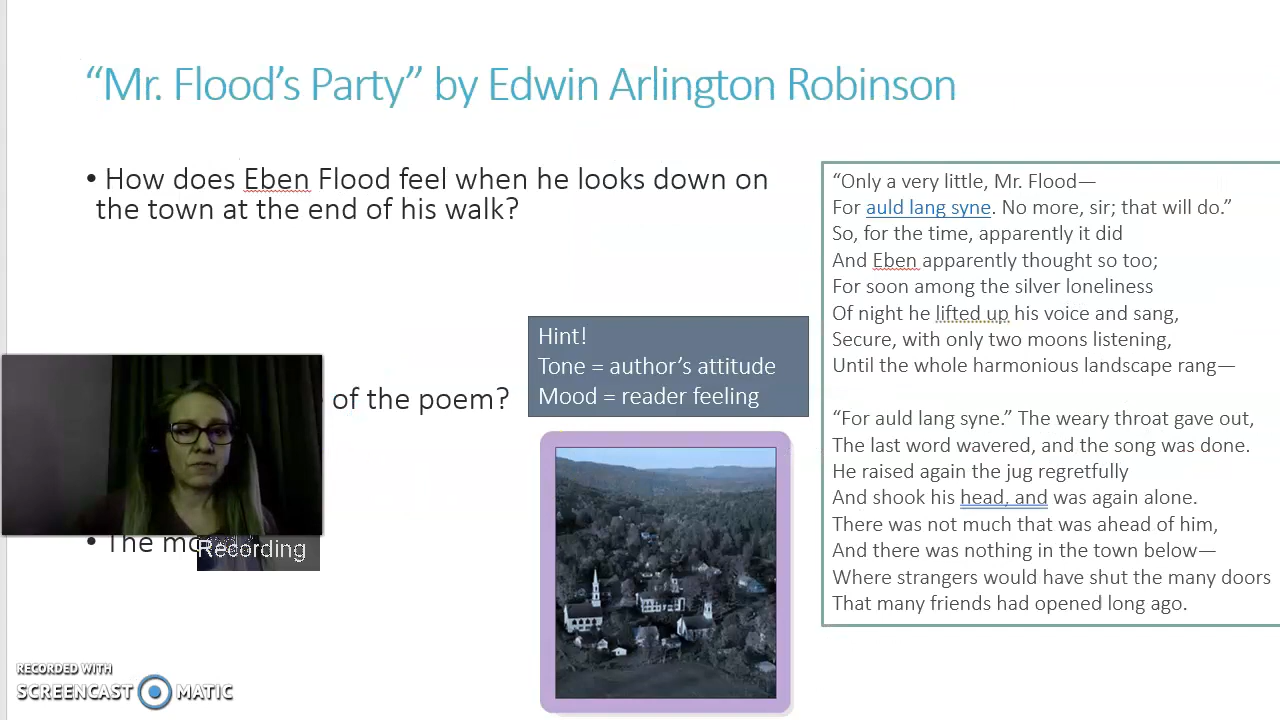 “Mr. Flood’s Party” by Edwin Arlington Robinson
• How does Eben Flood feel when he looks down on
the town at the end of his walk?
of the poem?
• The mo
Recording
Hint!
Tone = author’s attitude
Mood = reader feeling
“Only a very little, Mr. Flood—
For auld lang syne. No more, sir; that will do.”
So, for the time, apparently it did
And Eben apparently thought so too;
For soon among the silver loneliness
Of night he lifted up his voice and sang,
Secure, with only two moons listening,
Until the whole harmonious landscape rang—
“For auld lang syne.” The weary throat gave out,
The last word wavered, and the song was done.
He raised again the jug regretfully
And shook his head, and was again alone.
There was not much that was ahead of him,
And there was nothing in the town below—
Where strangers would have shut the many doors
That many friends had opened long ago.
RECORDED WITH
SCREENCAST MATIC